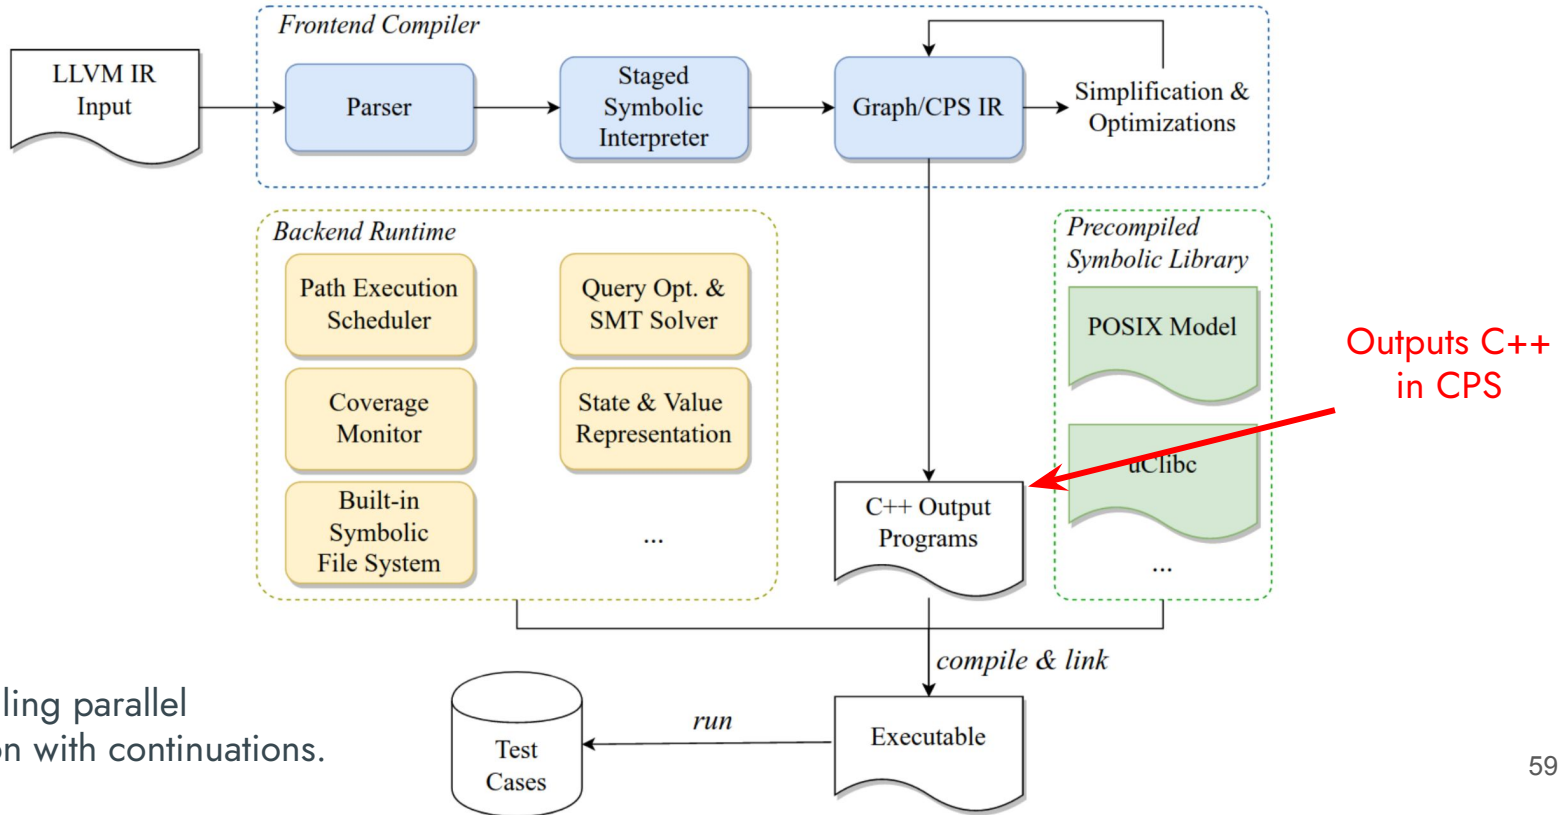 Frontend Compiler
LLVM IR
Input
Parser
Staged
Symbolic
Interpreter
Graph/CPS IR
Simplification &
Optimizations
Backend Runtime
Path Execution
Scheduler
Query Opt. &
SMT Solver
Coverage
Monitor
State & Value
Representation
Built-in
Symbolic
File System
...
Precompiled
Symbolic Library
POSIX Model
uClibc
...
Outputs C++
in CPS
C++ Output
Programs
compile & link
Executable
run
Test
Cases
ling parallel
on with continuations.
59